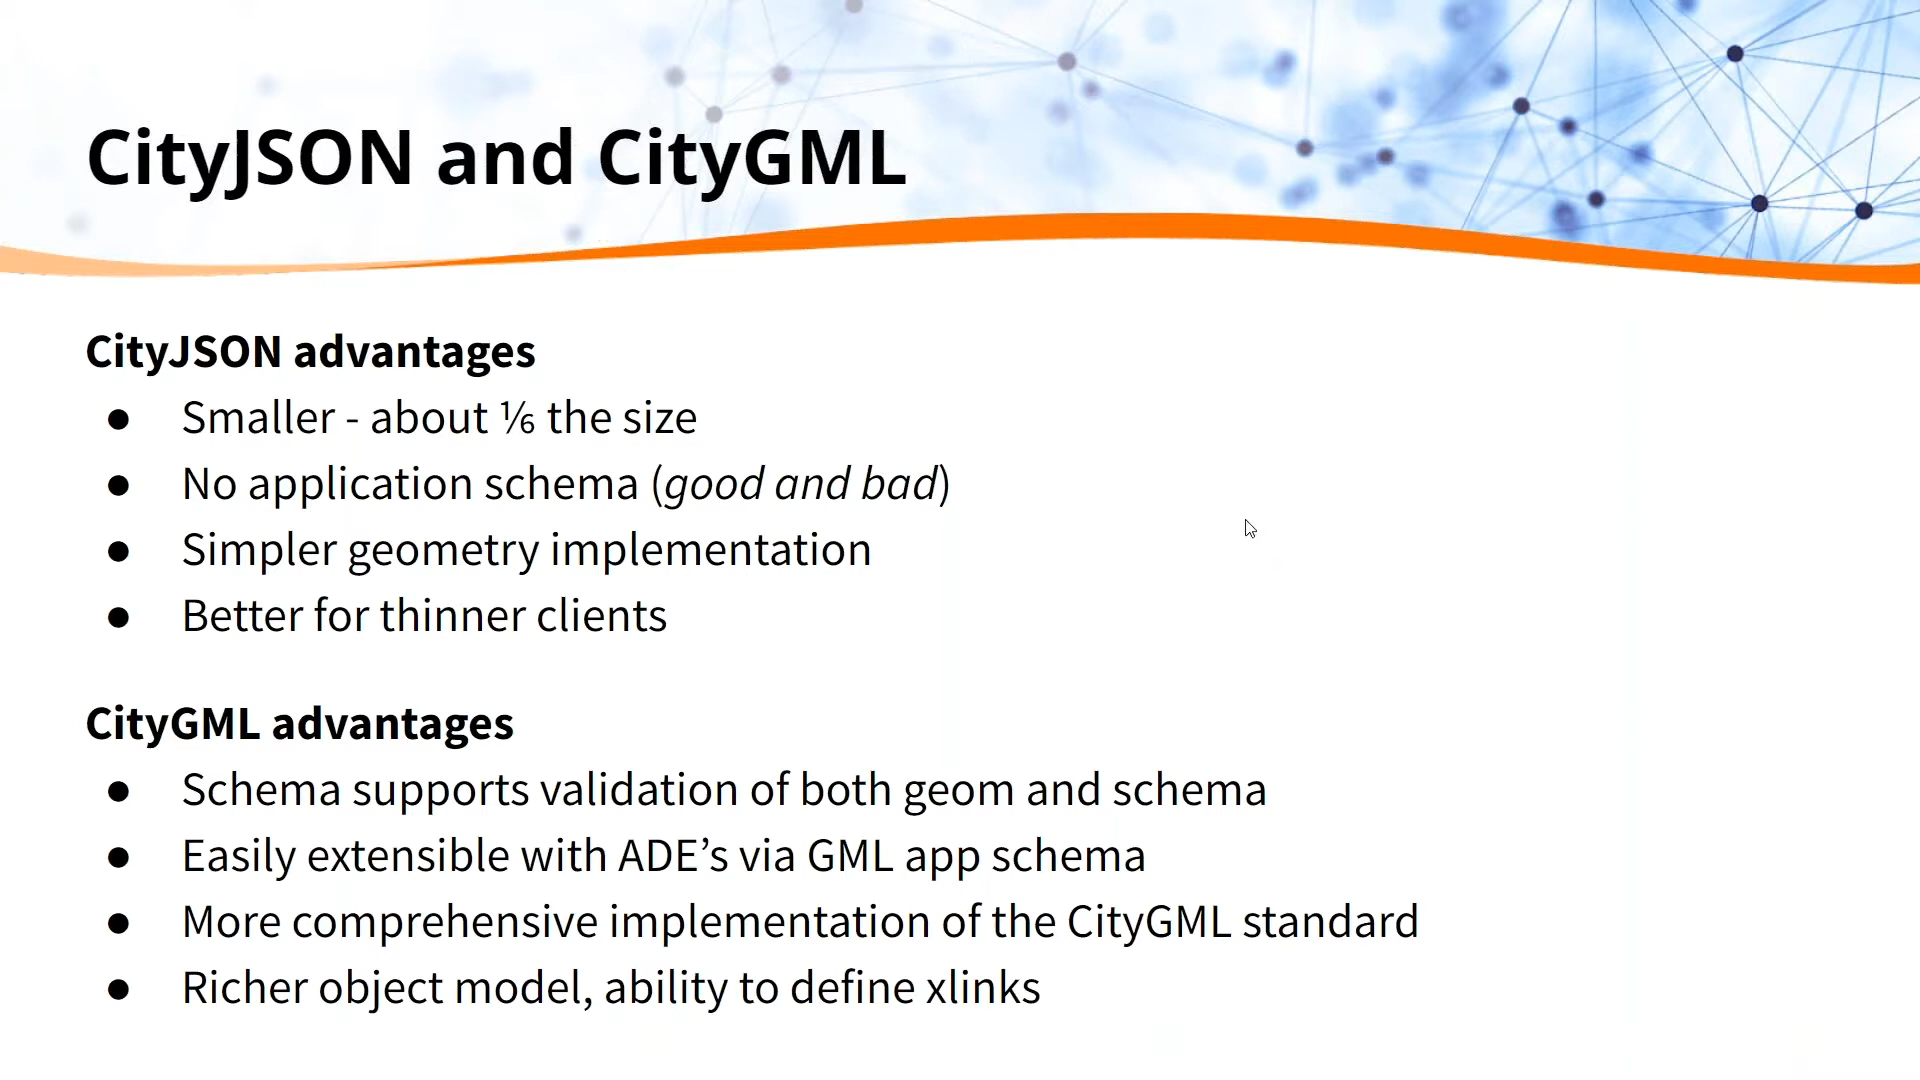 CityJSON and CityGML
CityJSON advantages
● Smaller - about ⅙ the size
● No application schema (good and bad)
● Simpler geometry implementation
● Better for thinner clients
CityGML advantages
● Schema supports validation of both geom and schema
● Easily extensible with ADE’s via GML app schema
● More comprehensive implementation of the CityGML standard
● Richer object model, ability to define xlinks